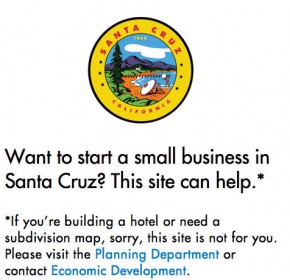 SANTA CRUZ
1866
CALIFORNIA
Want to start a small business in
Santa Cruz? This site can help.*
*If you're building a hotel or need a
subdivision map, sorry, this site is not for you.
Please visit the Planning Department or
contact Economic Development.